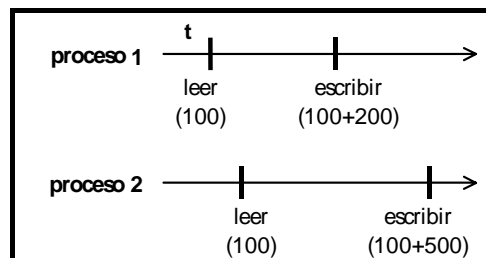 t
proceso 1
leer escribir
(100) (100+200)
proceso 2
leer escribir
(100) (100+500)